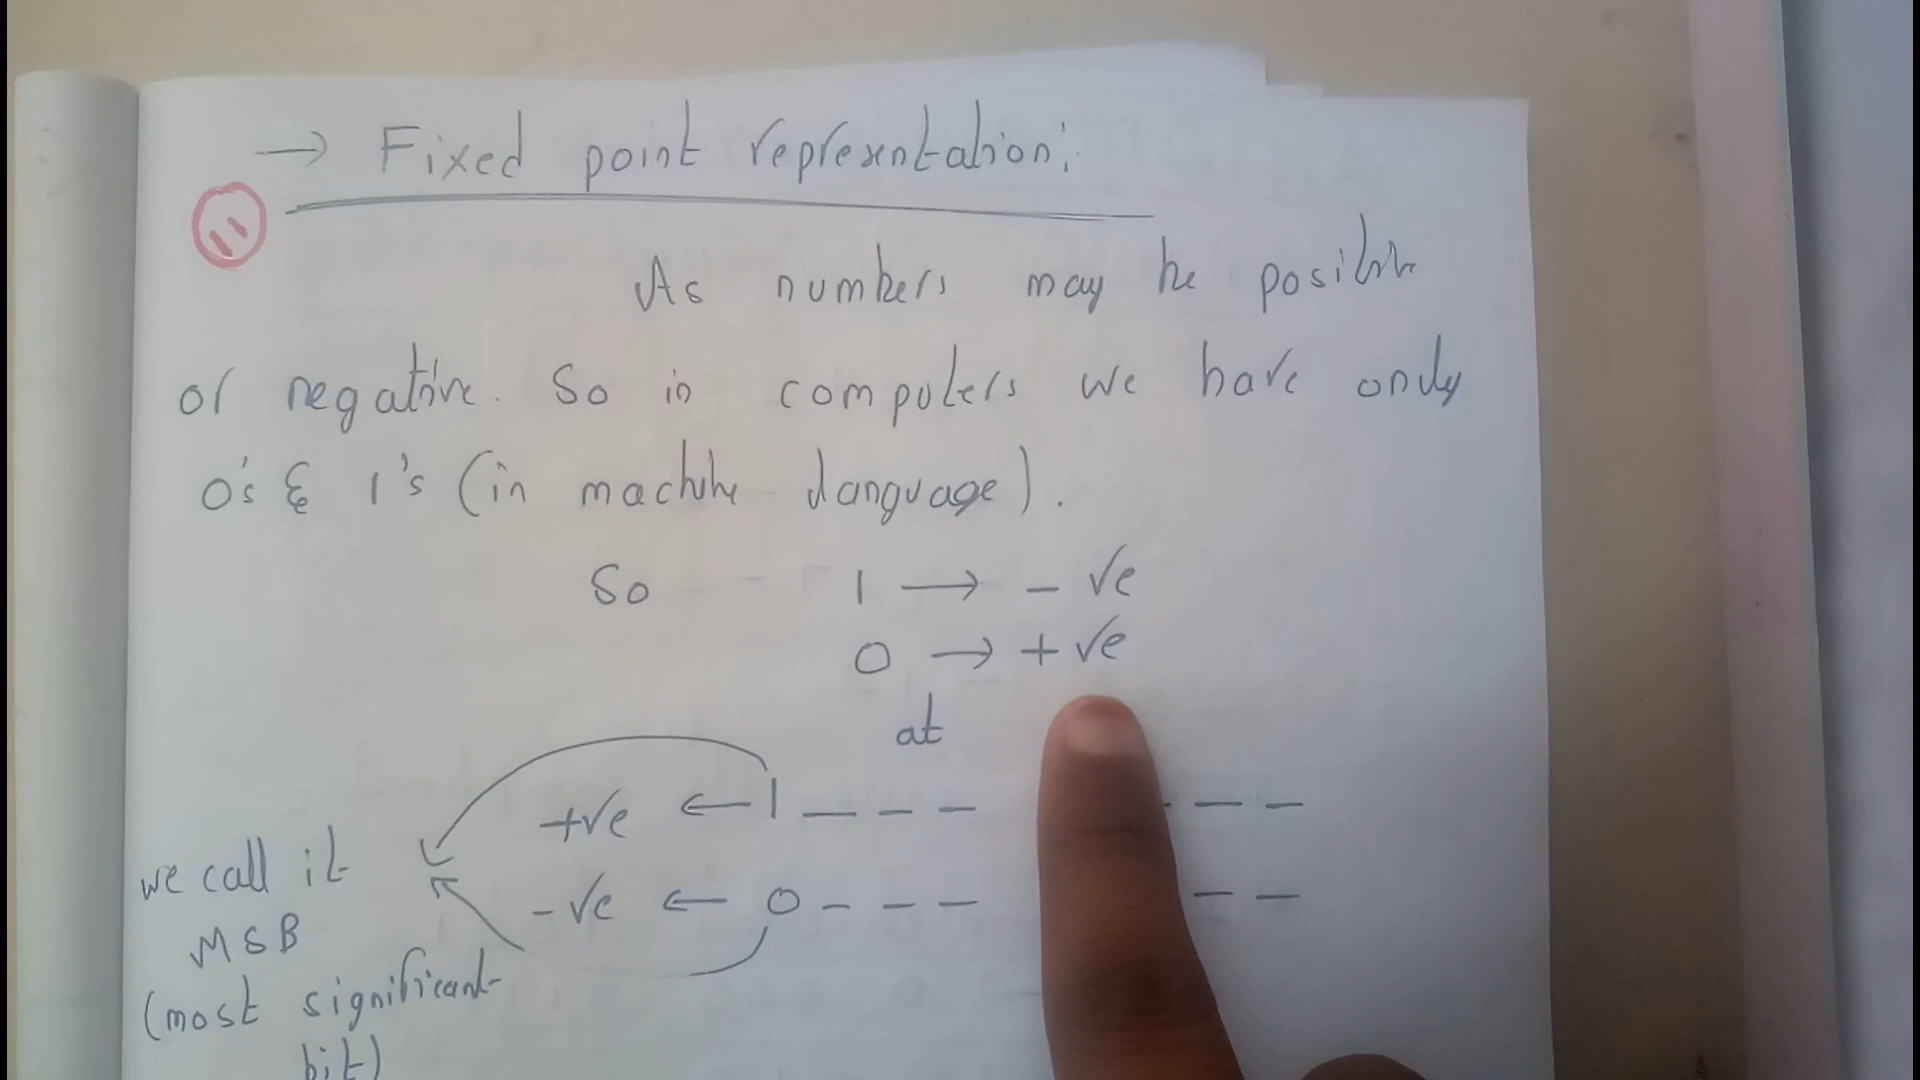 → Fixed point representation:
11
As numbers may be positive
or negative. So in computers we have only
0's & 1's (in machine language).
So 1 → - ve
0 → + ve
at
+ve ← 1 _ _ _ - _ _
-ve ← 0 - - - - -
we call it
MSB
(most significant
bit)